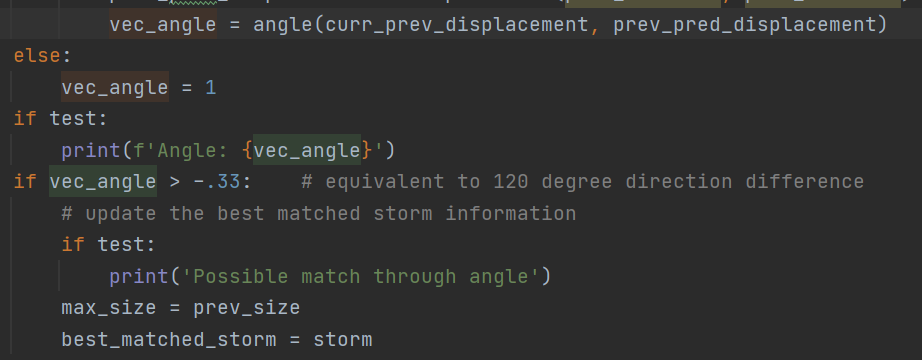 vec_angle = angle(curr_prev_displacement, prev_pred_displacement)
else:
vec_angle = 1
if test:
print(f'Angle: {vec_angle}')
if vec_angle > -.33: # equivalent to 120 degree direction difference
# update the best matched storm information
if test:
print('Possible match through angle')
max_size = prev_size
best_matched_storm = storm